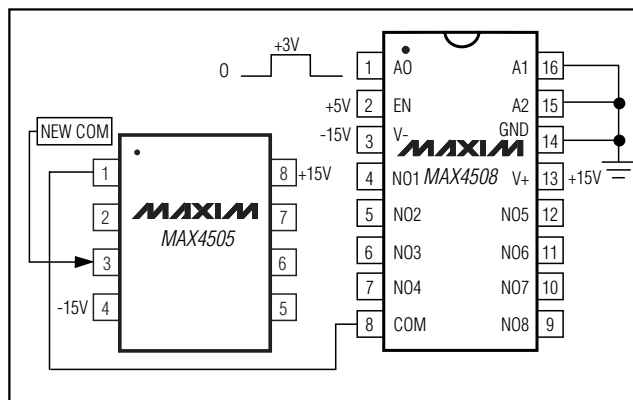 +3V
0
1 A0 A1 16
+5V 2 EN A2 15
-15V 3 V- GND 14
NEW COM
MAXIM
MAX4508
4 NO1 V+ 13 +15V
1 8 +15V
5 NO2 NO5 12
2 MAXIM 7
MAX4505
6 NO3 NO6 11
3 6
7 NO4 NO7 10
-15V 4 5
8 COM NO8 9